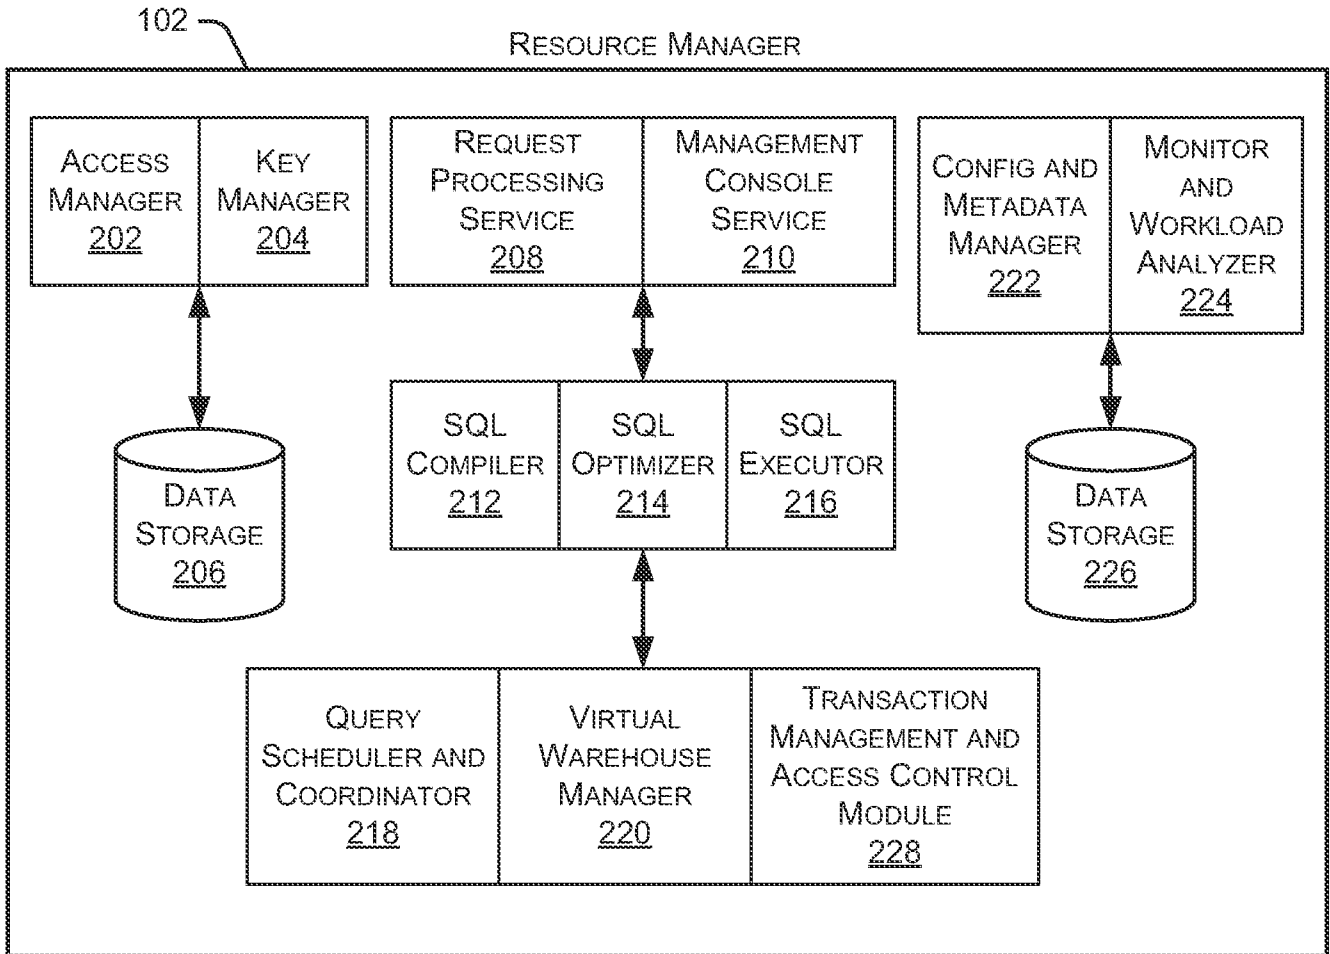 102
RESOURCE MANAGER
ACCESS
MANAGER
202
KEY
MANAGER
204
REQUEST
PROCESSING
SERVICE
208
MANAGEMENT
CONSOLE
SERVICE
210
CONFIG AND
METADATA
MANAGER
222
MONITOR
AND
WORKLOAD
ANALYZER
224
SQL
COMPILER
212
SQL
OPTIMIZER
214
SQL
EXECUTOR
216
DATA
STORAGE
206
DATA
STORAGE
226
QUERY
SCHEDULER AND
COORDINATOR
218
VIRTUAL
WAREHOUSE
MANAGER
220
TRANSACTION
MANAGEMENT AND
ACCESS CONTROL
MODULE
228